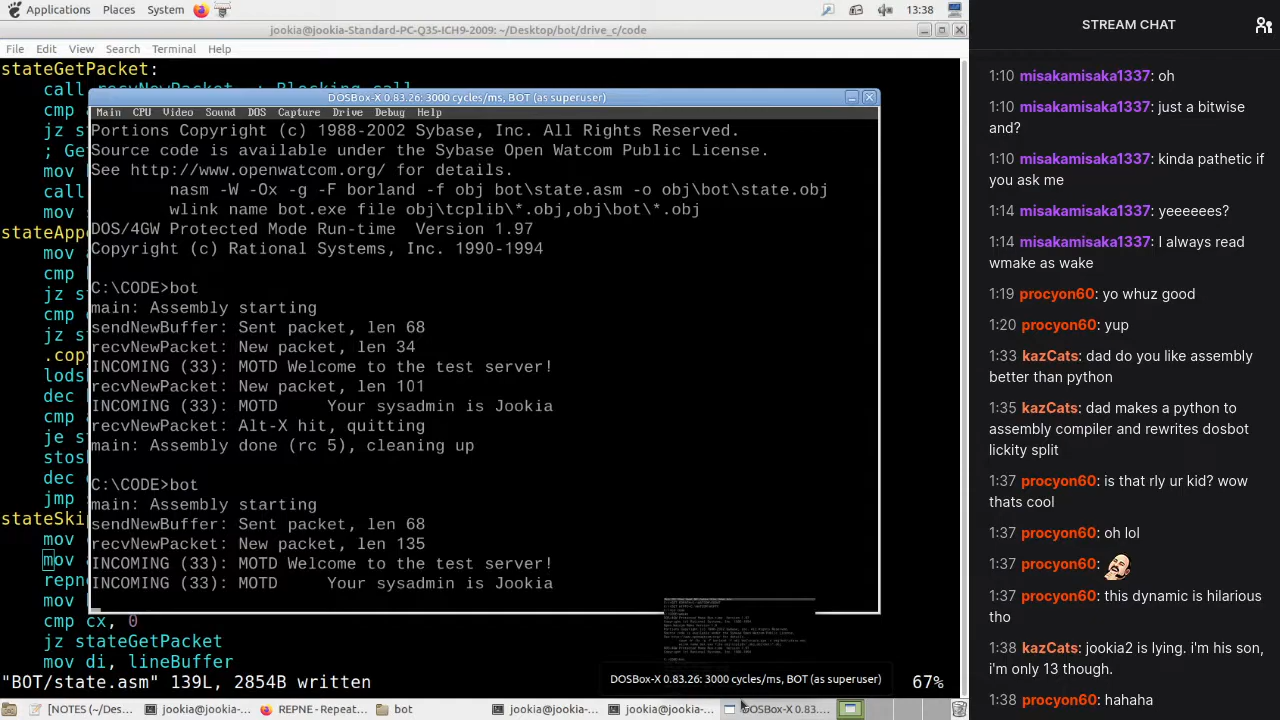 Applications Places System 13:38
jookia@jookia-Standard-PC-Q35-ICH9-2009: ~/Desktop/bot/drive_c/code
File Edit View Search Terminal Help
stateGetPacket:
call recvNewPacket ; Blocking call
cmp
jz s
; Ge
mov
call
mov s
stateApp
mov a
cmp
jz s
cmp
jz s
.copy
lods
dec
cmp
je s
stos
dec
jmp
stateSki
mov
mov a
repn
mov
cmp cx, 0
jz stateGetPacket
mov di, lineBuffer
"BOT/state.asm" 139L, 2854B written 67%
DOSBox-X 0.83.26: 3000 cycles/ms, BOT (as superuser)
Main CPU Video Sound DOS Capture Drive Debug Help
Portions Copyright (c) 1988-2002 Sybase, Inc. All Rights Reserved.
Source code is available under the Sybase Open Watcom Public License.
See http://www.openwatcom.org/ for details.
nasm -W -Ox -g -F borland -f obj bot\state.asm -o obj\bot\state.obj
wlink name bot.exe file obj\tcplib\*.obj,obj\bot\*.obj
DOS/4GW Protected Mode Run-time Version 1.97
Copyright (c) Rational Systems, Inc. 1990-1994
C:\CODE>bot
main: Assembly starting
sendNewBuffer: Sent packet, len 68
recvNewPacket: New packet, len 34
INCOMING (33): MOTD Welcome to the test server!
recvNewPacket: New packet, len 101
INCOMING (33): MOTD Your sysadmin is Jookia
recvNewPacket: Alt-X hit, quitting
main: Assembly done (rc 5), cleaning up
C:\CODE>bot
main: Assembly starting
sendNewBuffer: Sent packet, len 68
recvNewPacket: New packet, len 135
INCOMING (33): MOTD Welcome to the test server!
INCOMING (33): MOTD Your sysadmin is Jookia
DOSBox-X 0.83.26: 3000 cycles/ms, BOT (as superuser)
[NOTES (~/Des... jookia@jookia-... REPNE - REP... bot jookia@jookia-... jookia@jookia-... DOSBox-X 0.83....
STREAM CHAT
1:10 misakamisaka1337: oh
1:10 misakamisaka1337: just a bitwise
and?
1:10 misakamisaka1337: kinda pathetic if
you ask me
1:14 misakamisaka1337: yeeeeees?
1:14 misakamisaka1337: I always read
wmake as wake
1:19 procyon60: yo whuz good
1:20 procyon60: yup
1:33 kazCats: dad do you like assembly
better than python
1:35 kazCats: dad makes a python to
assembly compiler and rewrites dosbot
lickity split
1:37 procyon60: is that rly ur kid? wow
thats cool
1:37 procyon60: oh lol
1:37 procyon60:
1:37 procyon60: this dynamic is hilarious
tho
1:38 kazCats: jookaz is lying. I'm his son,
i'm only 13 though.
1:38 procyon60: hahaha